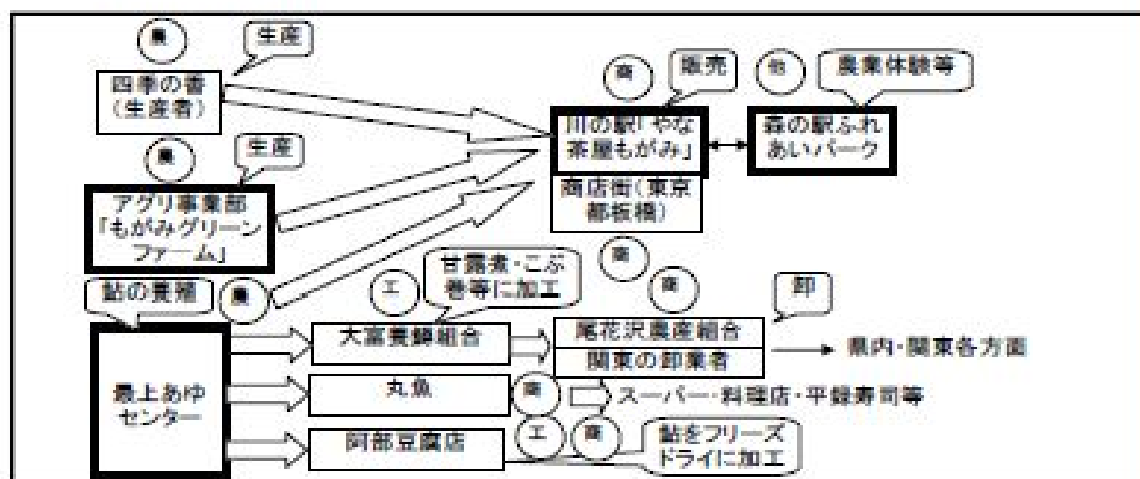 農
生産
四季の香
(生産者)
農
生産
アグリ事業部
「もがみグリーン
ファーム」
商
販売
他
農業体験等
川の駅「やな
茶屋もがみ」
森の駅ふれ
あいパーク
商店街(東京
都板橋)
商
商
鮎の養殖
農
工
甘露煮・こぶ
巻等に加工
卸
最上あゆ
センター
大富養鱒組合
尾花沢農産組合
関東の卸業者
県内・関東各方面
丸魚
商
スーパー・料理店・平録寿司等
阿部豆腐店
工
商
鮎をフリーズ
ドライに加工